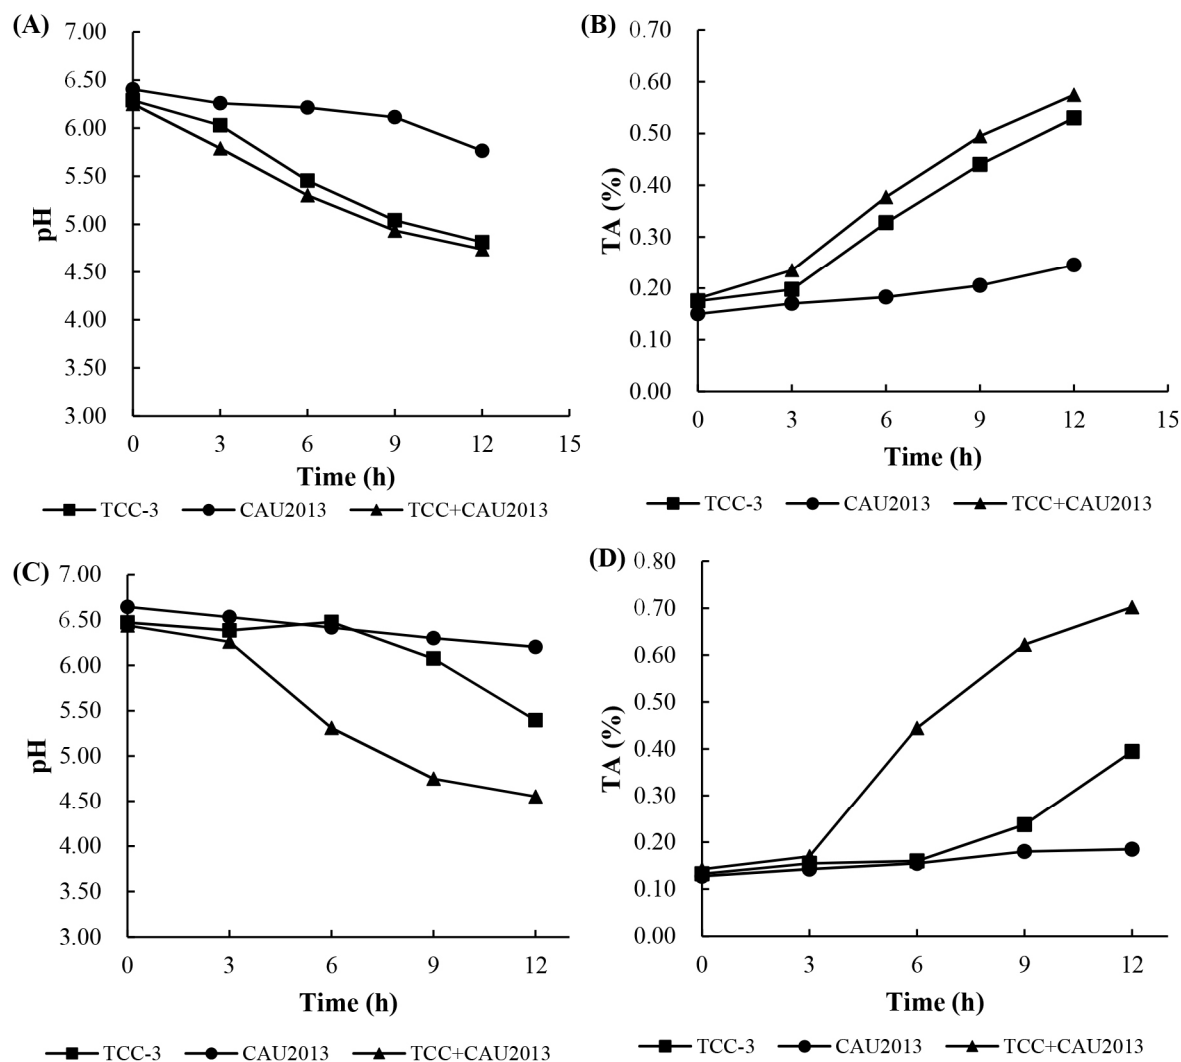 (A)
7.00
6.50
6.00
5.50
5.00
4.50
4.00
3.50
3.00
pH
0 3 6 9 12 15
Time (h)
TCC-3 CAU2013 TCC+CAU2013
(B)
0.70
0.60
0.50
0.40
0.30
0.20
0.10
0.00
TA (%)
0 3 6 9 12 15
Time (h)
TCC-3 CAU2013 TCC+CAU2013
(C)
7.00
6.50
6.00
5.50
5.00
4.50
4.00
3.50
3.00
pH
0 3 6 9 12
Time (h)
TCC-3 CAU2013 TCC+CAU2013
(D)
0.80
0.70
0.60
0.50
0.40
0.30
0.20
0.10
0.00
TA (%)
0 3 6 9 12
Time (h)
TCC-3 CAU2013 TCC+CAU2013